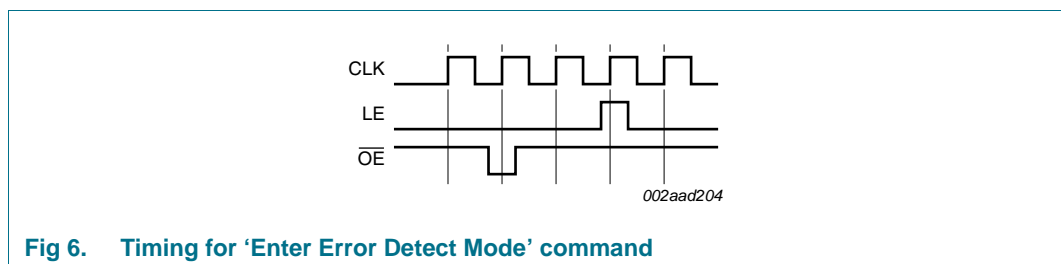 CLK
LE
OE
002aad204
Fig 6. Timing for ‘Enter Error Detect Mode’ command